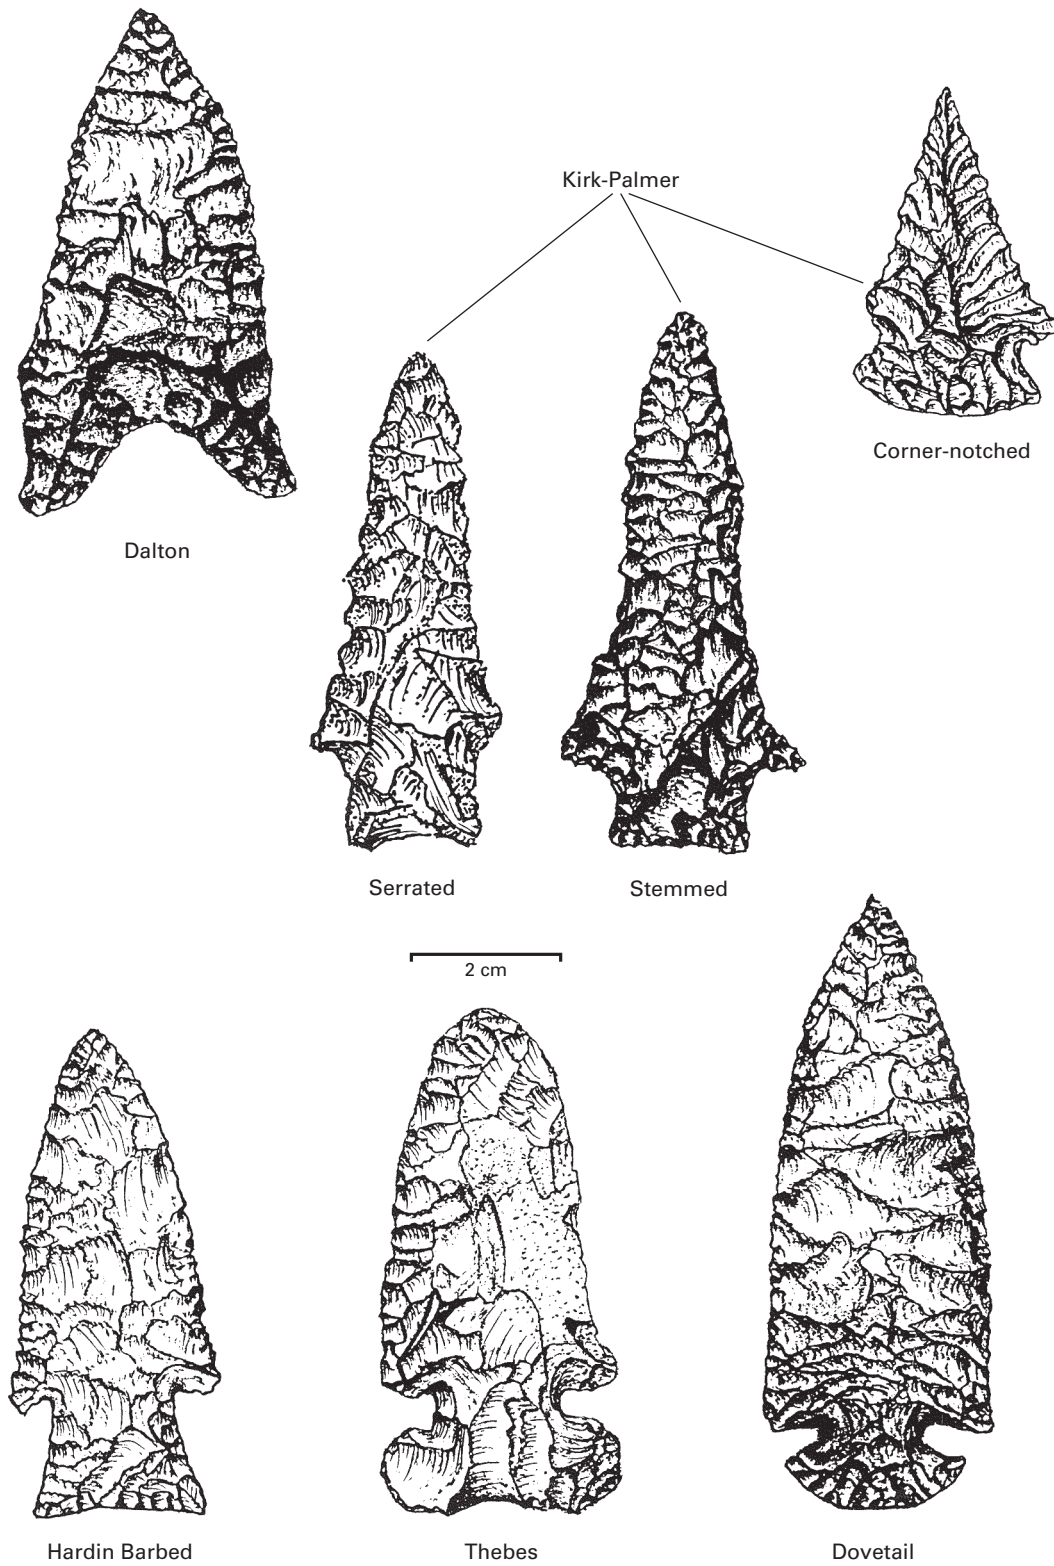 Kirk-Palmer
Corner-notched
Dalton
Serrated
Stemmed
2 cm
Hardin Barbed
Thebes
Dovetail